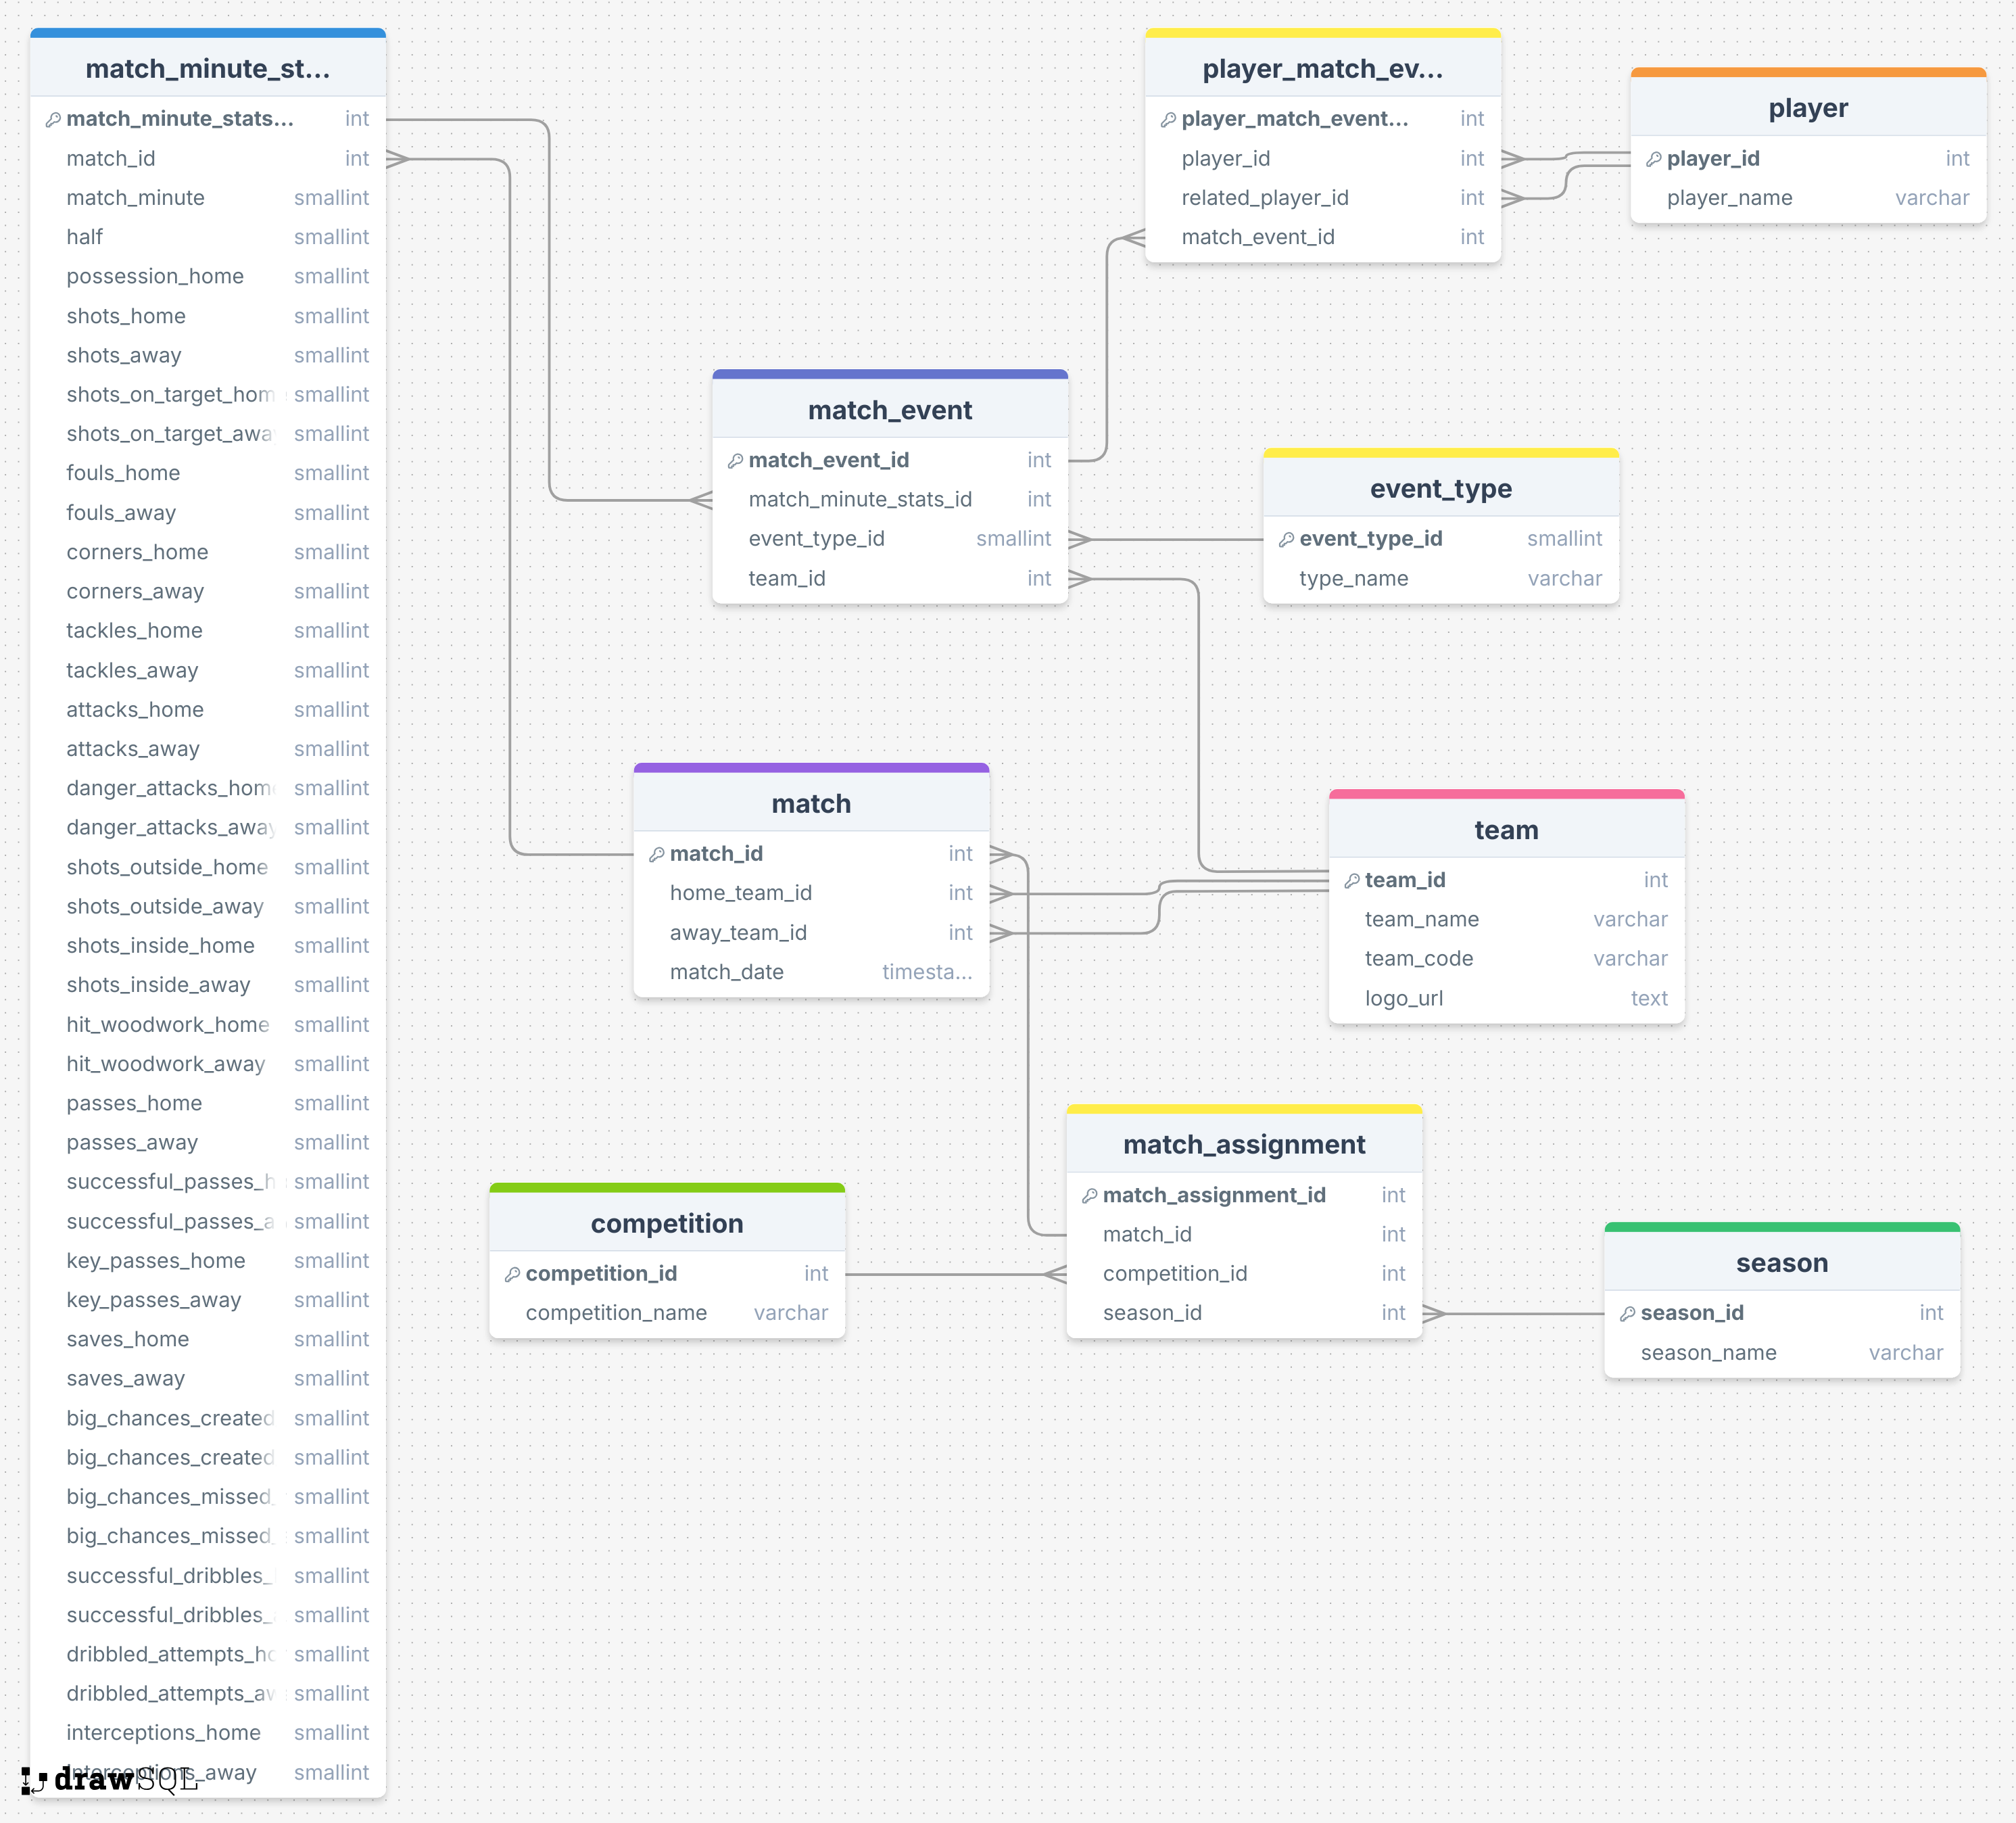 match_minute_st...
match_minute_stats... int
match_id int
match_minute smallint
half smallint
possession_home smallint
shots_home smallint
shots_away smallint
shots_on_target_hom smallint
shots_on_target_awa smallint
fouls_home smallint
fouls_away smallint
corners_home smallint
corners_away smallint
tackles_home smallint
tackles_away smallint
attacks_home smallint
attacks_away smallint
danger_attacks_hom smallint
danger_attacks_away smallint
shots_outside_home smallint
shots_outside_away smallint
shots_inside_home smallint
shots_inside_away smallint
hit_woodwork_home smallint
hit_woodwork_away smallint
passes_home smallint
passes_away smallint
successful_passes_h smallint
successful_passes_a smallint
key_passes_home smallint
key_passes_away smallint
saves_home smallint
saves_away smallint
big_chances_created smallint
big_chances_created smallint
big_chances_missed_ smallint
big_chances_missed_ smallint
successful_dribbles_ smallint
successful_dribbles_ smallint
dribbled_attempts_ho smallint
dribbled_attempts_aw smallint
interceptions_home smallint
interceptions_away smallint
drawSQL
player_match_ev...
player_match_event... int
player_id int
related_player_id int
match_event_id int
player
player_id int
player_name varchar
match_event
match_event_id int
match_minute_stats_id int
event_type_id smallint
team_id int
event_type
event_type_id smallint
type_name varchar
match
match_id int
home_team_id int
away_team_id int
match_date timesta...
team
team_id int
team_name varchar
team_code varchar
logo_url text
match_assignment
match_assignment_id int
match_id int
competition_id int
season_id int
competition
competition_id int
competition_name varchar
season
season_id int
season_name varchar